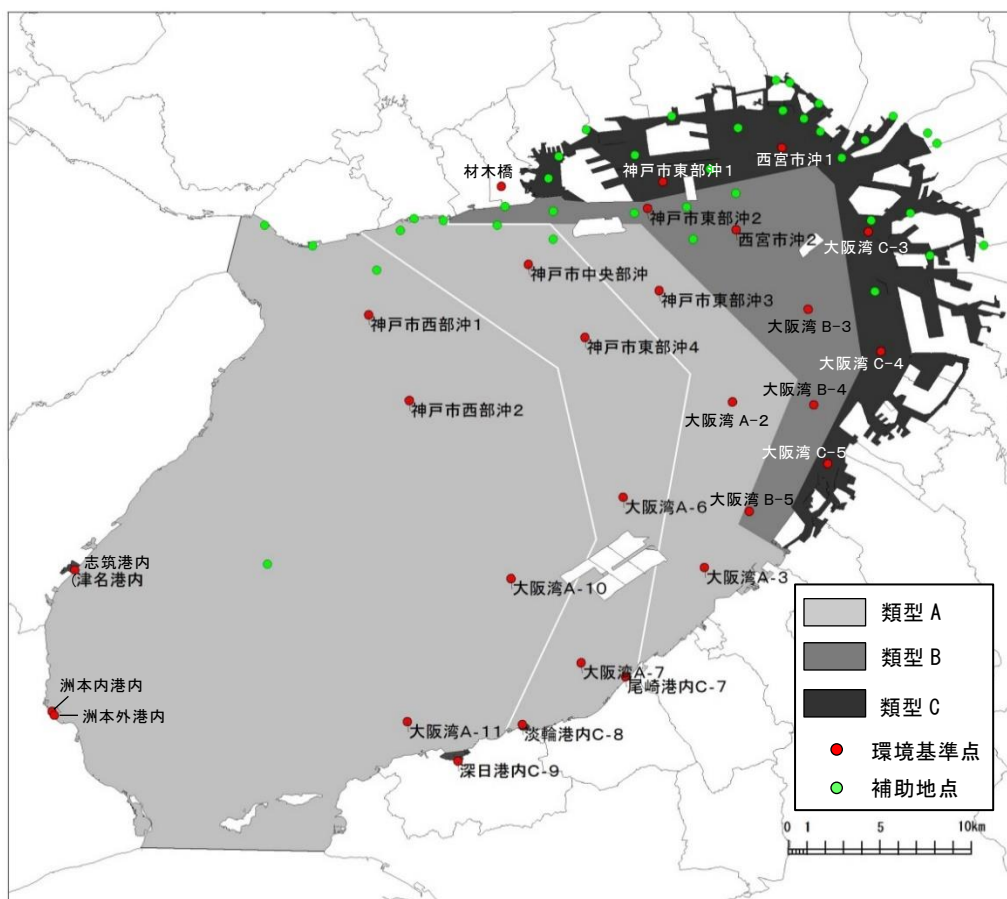 材木橋
神戸市東部沖1
西宮市沖1
神戸市東部沖2
西宮市沖2
大阪湾 C-3
神戸市中央部沖
神戸市東部沖3
神戸市西部沖1
大阪湾 B-3
神戸市東部沖4
大阪湾 C-4
神戸市西部沖2
大阪湾 A-2
大阪湾 B-4
大阪湾 C-5
大阪湾A-6
大阪湾 B-5
志筑港内
(津名港内
大阪湾A-10
大阪湾A-3
大阪湾A-7
尾崎港内C-7
洲本内港内
洲本外港内
大阪湾A-11
淡輪港内C-8
深日港内C-9
類型 A
類型 B
類型 C
環境基準点
補助地点
0 1 5 10km